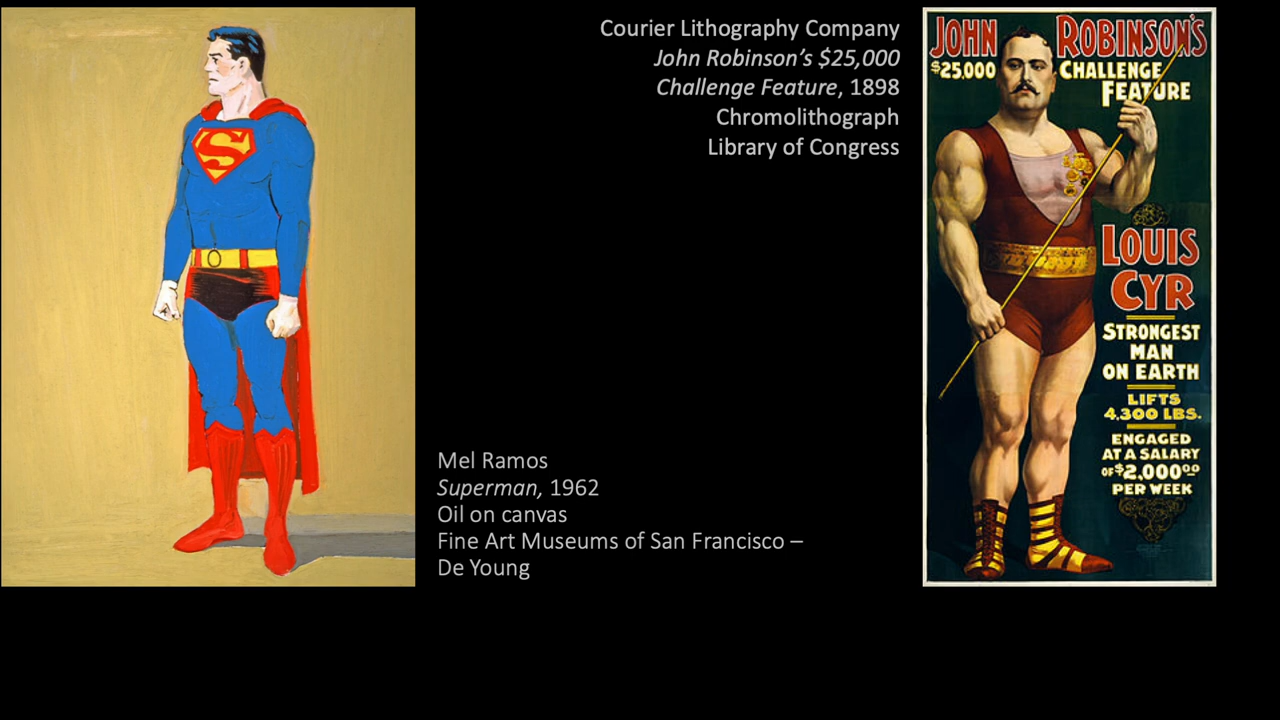 Courier Lithography Company
John Robinson’s $25,000
Challenge Feature, 1898
Chromolithograph
Library of Congress
Mel Ramos
Superman, 1962
Oil on canvas
Fine Art Museums of San Francisco –
De Young
S
JOHN ROBINSON'S
$25,000 CHALLENGE
FEATURE
LOUIS
CYR
STRONGEST
MAN
ON EARTH
LIFTS
4,300 LBS.
ENGAGED
AT A SALARY
OF $2,000⁰⁰
PER WEEK